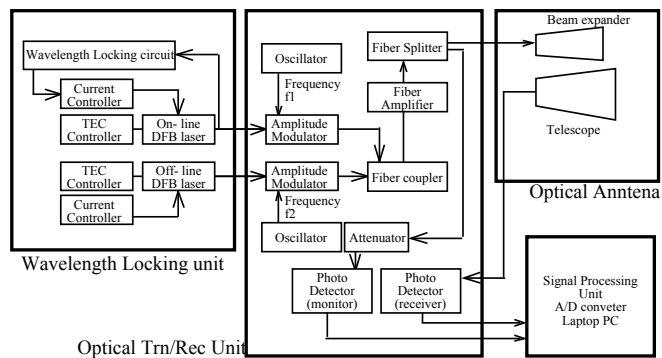 Wavelength Locking circuit
Current
Controller
TEC
Controller
On- line
DFB laser
TEC
Controller
Off- line
DFB laser
Current
Controller
Wavelength Locking unit
Oscillator
Frequency
f1
Amplitude
Modulator
Amplitude
Modulator
Frequency
f2
Oscillator
Fiber Splitter
Fiber
Amplifier
Fiber coupler
Attenuator
Photo
Detector
(monitor)
Photo
Detector
(receiver)
Optical Trn/Rec Unit
Beam expander
Telescope
Optical Anntena
Signal Processing
Unit
A/D conveter
Laptop PC